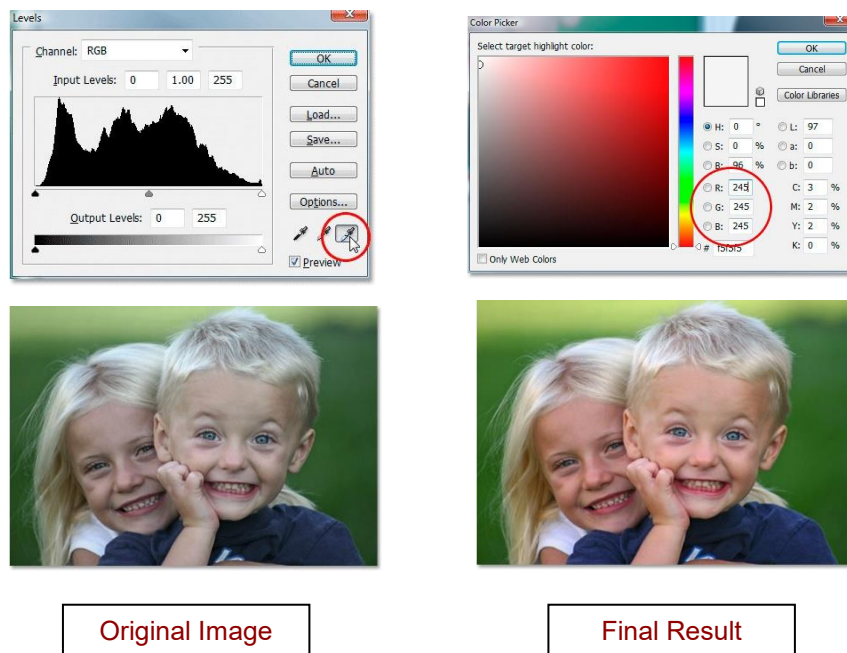 Levels
Channel: RGB
Input Levels: 0 1.00 255
Output Levels: 0 255
OK
Cancel
Load...
Save...
Auto
Options...
Preview
Color Picker
Select target highlight color:
OK
Cancel
Color Libraries
H: 0 °
S: 0 %
B: 96 %
R: 245
G: 245
B: 245
# f5f5f5
L: 97
a: 0
b: 0
C: 3 %
M: 2 %
Y: 2 %
K: 0 %
Only Web Colors
Original Image
Final Result